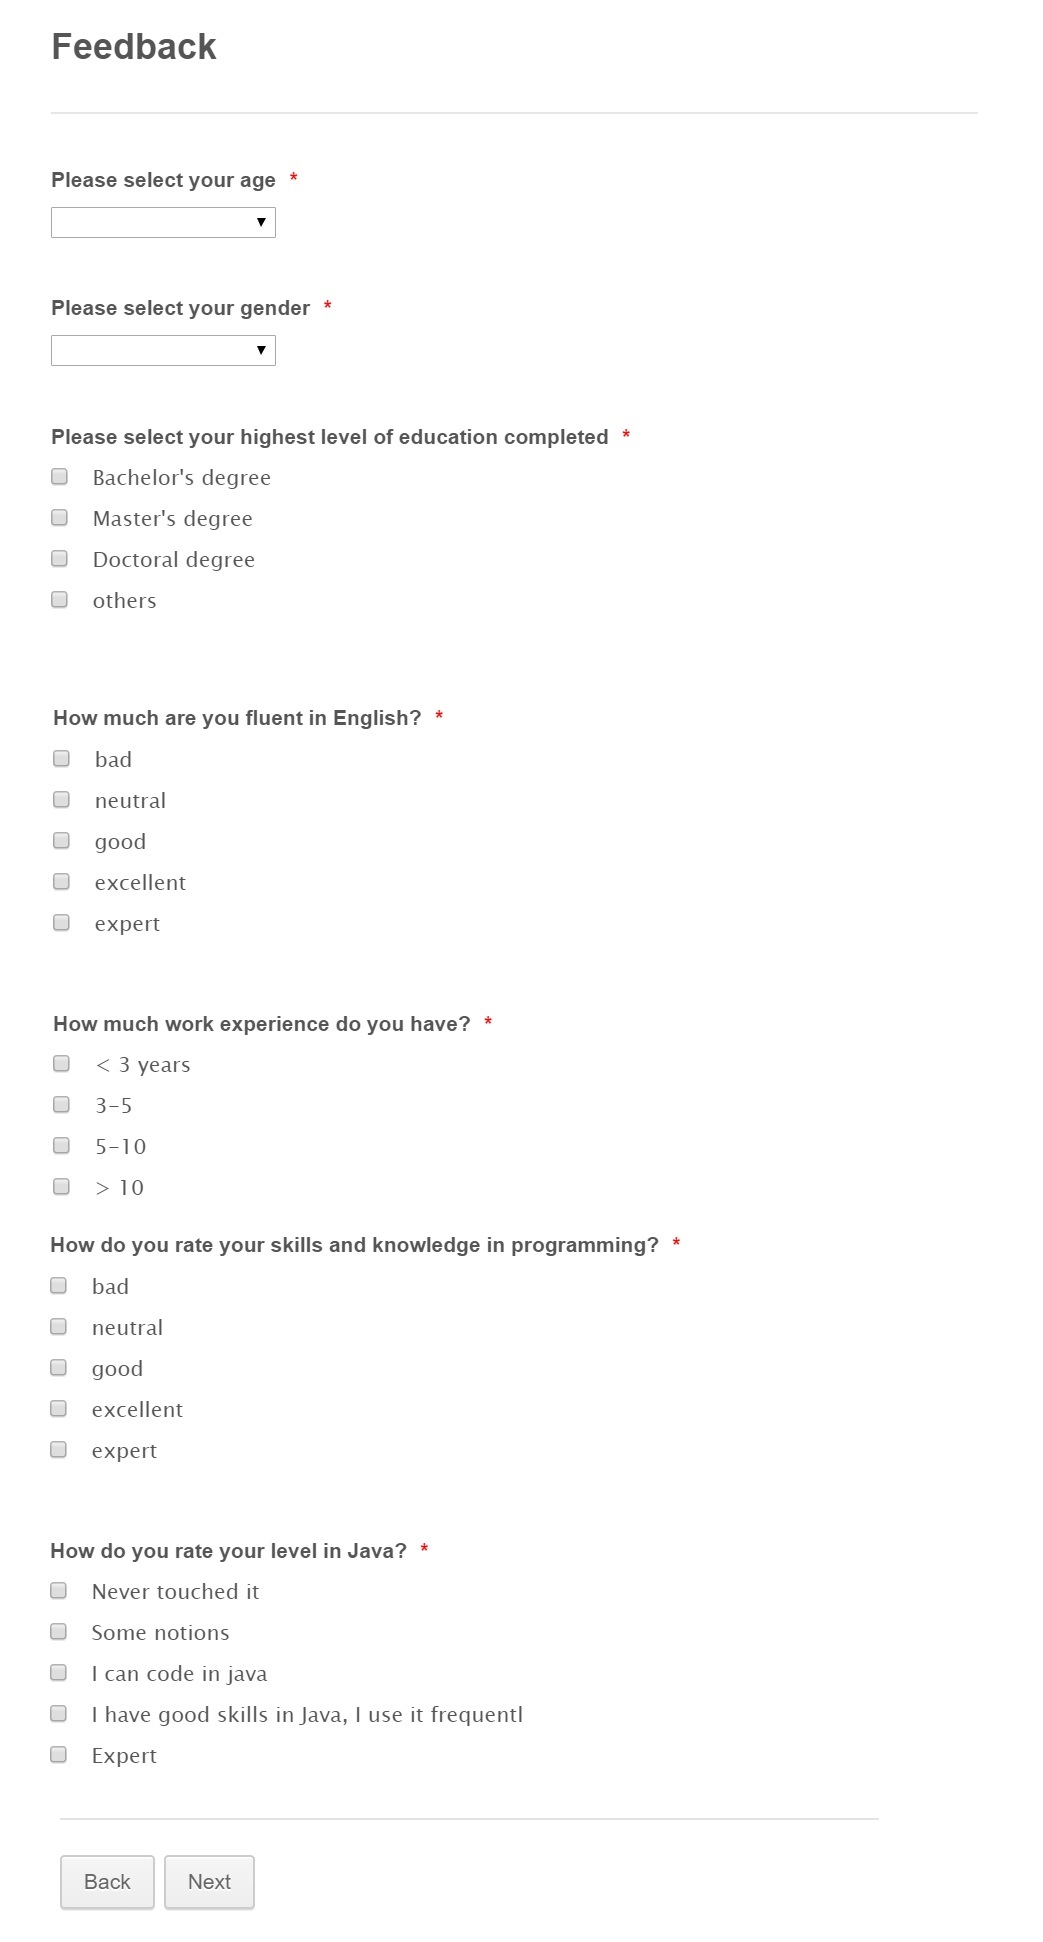 Feedback
Please select your age *
Please select your gender *
Please select your highest level of education completed *
Bachelor's degree
Master's degree
Doctoral degree
others
How much are you fluent in English? *
bad
neutral
good
excellent
expert
How much work experience do you have? *
< 3 years
3-5
5-10
> 10
How do you rate your skills and knowledge in programming? *
bad
neutral
good
excellent
expert
How do you rate your level in Java? *
Never touched it
Some notions
I can code in java
I have good skills in Java, I use it frequentl
Expert
Back Next